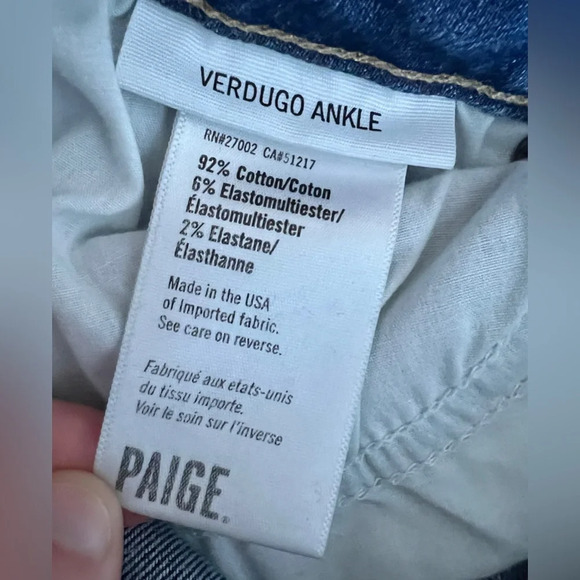 VERDUGO ANKLE
RN#27002 CA#51217
92% Cotton/Coton
6% Elastomultiester/
Élastomultiester
2% Elastane/
Élasthanne
Made in the USA
of Imported fabric.
See care on reverse.
Fabriqué aux etats-unis
du tissu importe.
Voir le soin sur l'inverse
PAIGE.